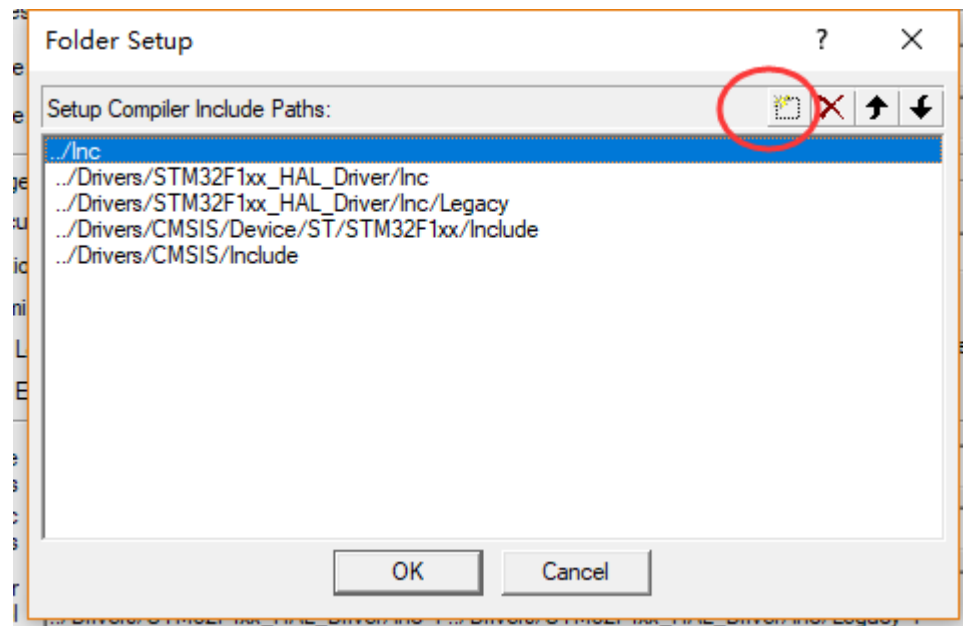 Folder Setup
Setup Compiler Include Paths:
../Inc
../Drivers/STM32F1xx_HAL_Driver/Inc
../Drivers/STM32F1xx_HAL_Driver/Inc/Legacy
../Drivers/CMSIS/Device/ST/STM32F1xx/Include
../Drivers/CMSIS/Include
OK Cancel